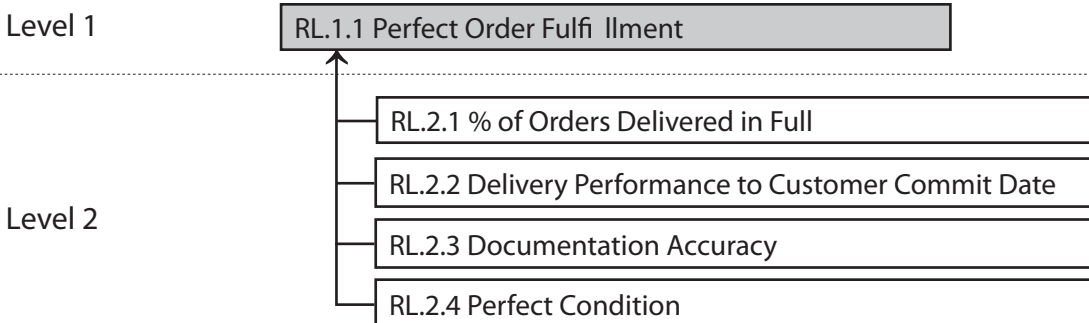 Level 1
RL.1.1 Perfect Order Fulfi llment
RL.2.1 % of Orders Delivered in Full
RL.2.2 Delivery Performance to Customer Commit Date
Level 2
RL.2.3 Documentation Accuracy
RL.2.4 Perfect Condition